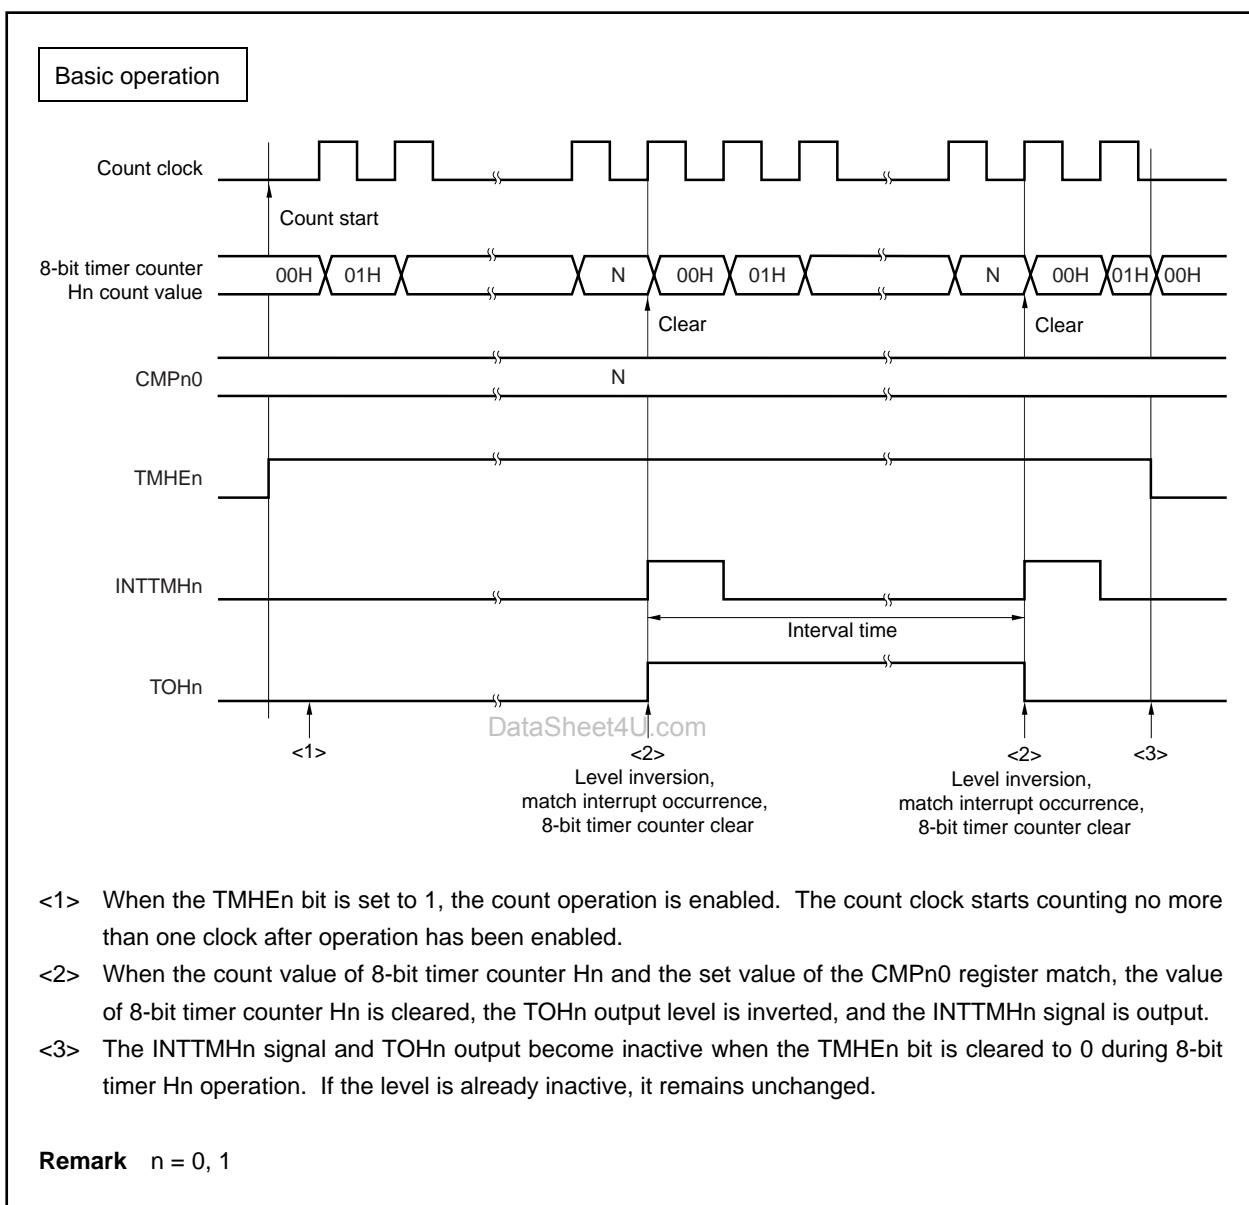 Basic operation
Count clock
Count start
8-bit timer counter
Hn count value
00H 01H N 00H 01H N 00H 01H 00H
Clear Clear
CMPn0 N
TMHEn
INTTMHn
Interval time
TOHn
DataSheet4U.com
<1> <2> <2> <3>
Level inversion,
match interrupt occurrence,
8-bit timer counter clear
Level inversion,
match interrupt occurrence,
8-bit timer counter clear
<1> When the TMHEn bit is set to 1, the count operation is enabled. The count clock starts counting no more
than one clock after operation has been enabled.
<2> When the count value of 8-bit timer counter Hn and the set value of the CMPn0 register match, the value
of 8-bit timer counter Hn is cleared, the TOHn output level is inverted, and the INTTMHn signal is output.
<3> The INTTMHn signal and TOHn output become inactive when the TMHEn bit is cleared to 0 during 8-bit
timer Hn operation. If the level is already inactive, it remains unchanged.
Remark n = 0, 1